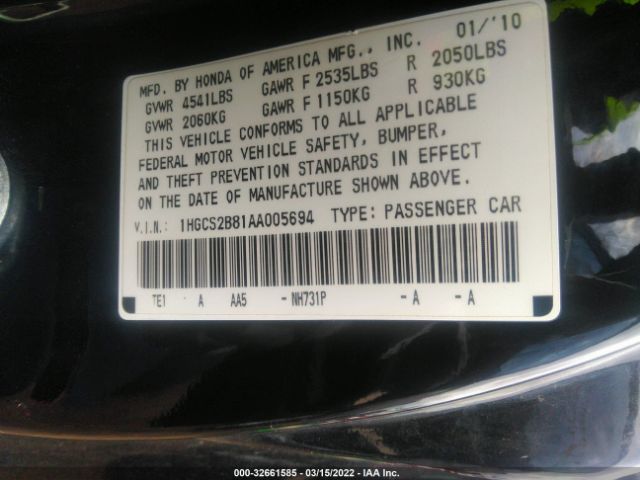 MFD. BY HONDA OF AMERICA MFG., INC. 01/'10
GVWR 4541LBS GAWR F 2535LBS R 2050LBS
GVWR 2060KG GAWR F 1150KG R 930KG
THIS VEHICLE CONFORMS TO ALL APPLICABLE
FEDERAL MOTOR VEHICLE SAFETY, BUMPER,
AND THEFT PREVENTION STANDARDS IN EFFECT
ON THE DATE OF MANUFACTURE SHOWN ABOVE.
V.I.N.: 1HGCS2B81AA005694 TYPE: PASSENGER CAR
TE1 A AA5 - NH731P - A - A
000-32661585 - 03/15/2022 - IAA Inc.